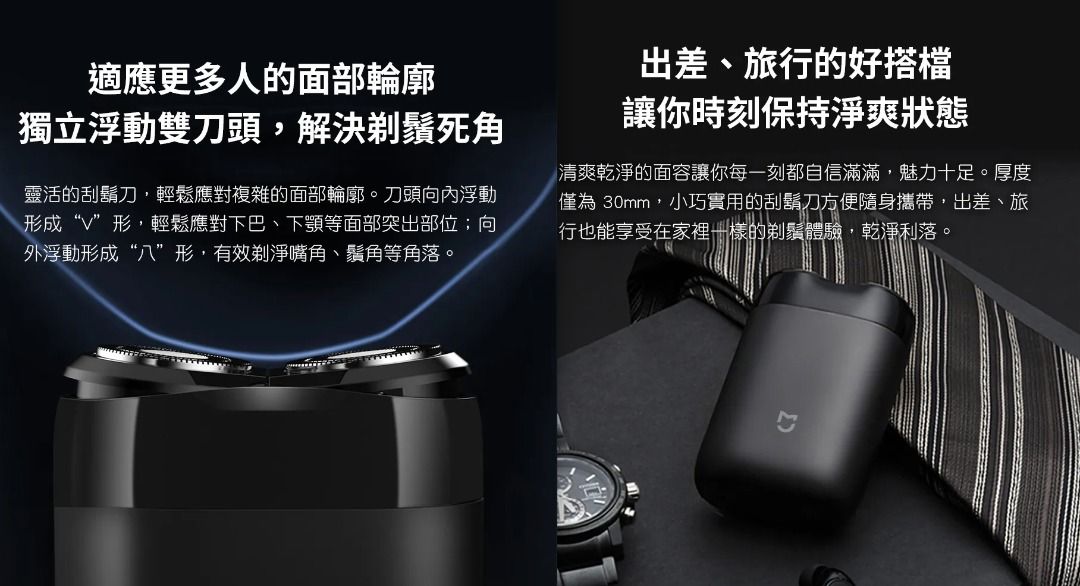 適應更多人的面部輪廓
獨立浮動雙刀頭，解決剃鬚死角
靈活的刮鬍刀，輕鬆應對複雜的面部輪廓。刀頭向內浮動
形成“V”形，輕鬆應對下巴、下顎等面部突出部位；向
外浮動形成“八”形，有效剃淨嘴角、鬢角等角落。
出差、旅行的好搭檔
讓你時刻保持淨爽狀態
清爽乾淨的面容讓你每一刻都自信滿滿，魅力十足。厚度
僅為 30mm，小巧實用的刮鬍刀方便隨身攜帶，出差、旅
行也能享受在家裡一樣的剃鬚體驗，乾淨利落。